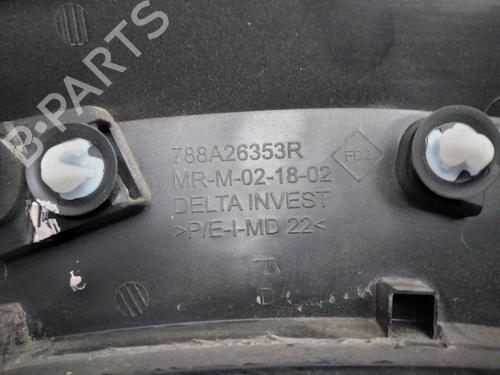 B-PARTS
788A26353R
MR-M-02-18-02
DELTA INVEST
>P/E-I-MD 22<